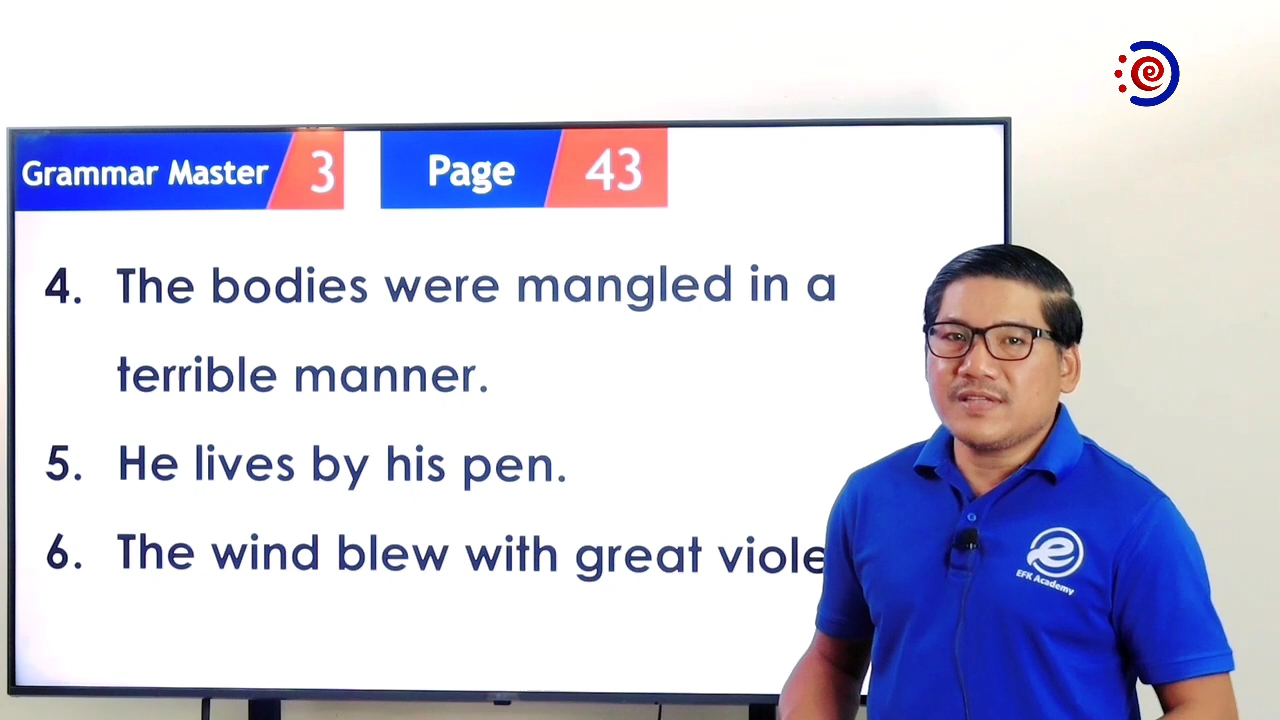 Grammar Master 3
Page 43
4. The bodies were mangled in a
terrible manner.
5. He lives by his pen.
6. The wind blew with great
e
EFK Academy